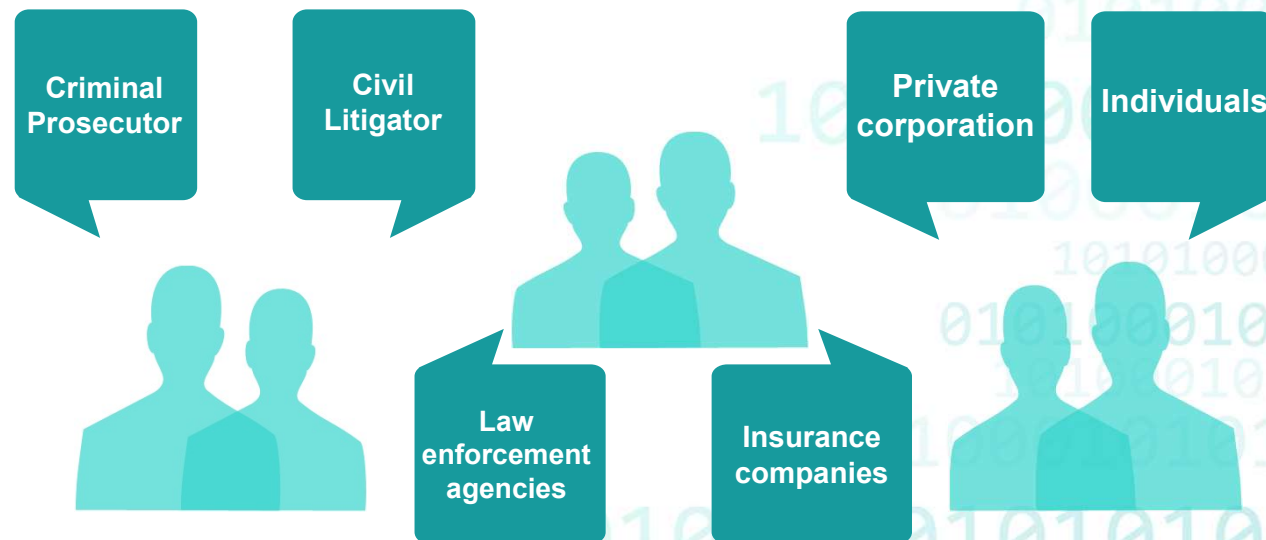 Criminal
Prosecutor
Civil
Litigator
Private
corporation
Individuals
Law
enforcement
agencies
Insurance
companies